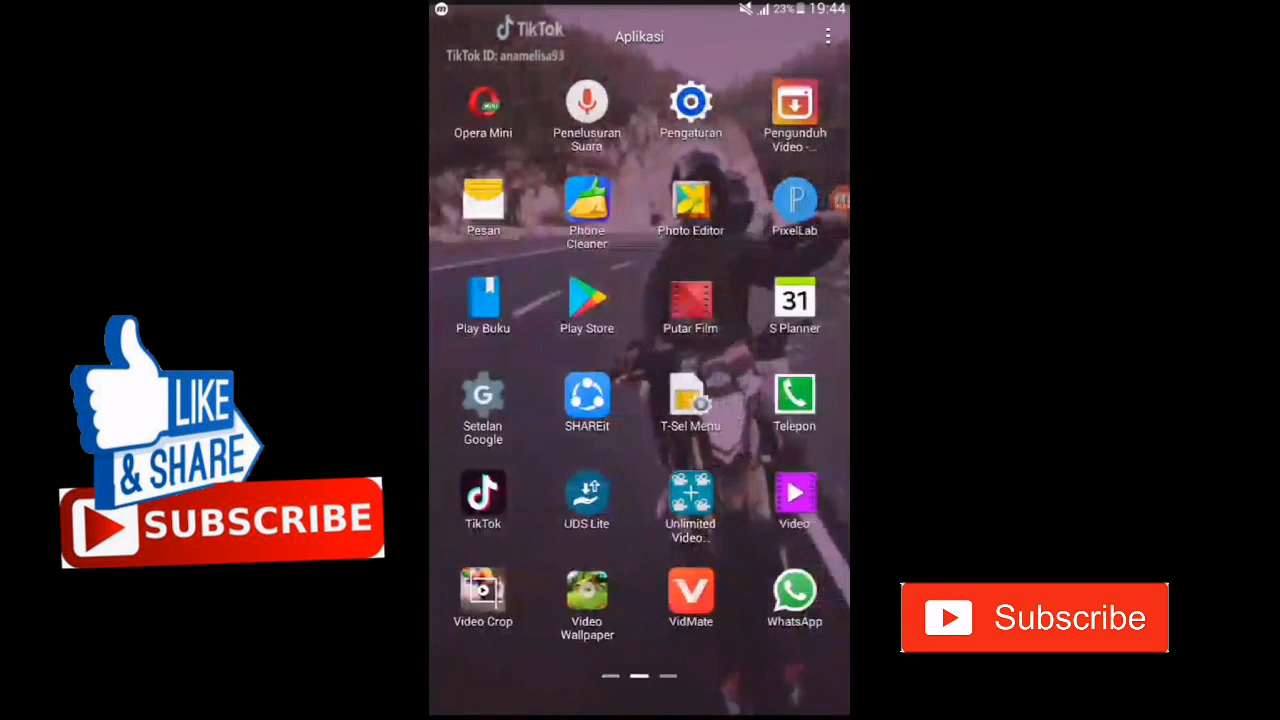 23% 19:44
TikTok
TikTok ID: anamelisa93
Aplikasi
MINI
Opera Mini
Penelusuran
Suara
Pengaturan
Pengunduh
Video -...
Pesan
Phone
Cleaner
Photo Editor
P
PixelLab
Play Buku
Play Store
Putar Film
31
S Planner
G
Setelan
Google
SHAREit
T-Sel Menu
Telepon
TikTok
UDS Lite
Unlimited
Video..
Video
Video Crop
Video
Wallpaper
VidMate
WhatsApp
LIKE
& SHARE
SUBSCRIBE
Subscribe